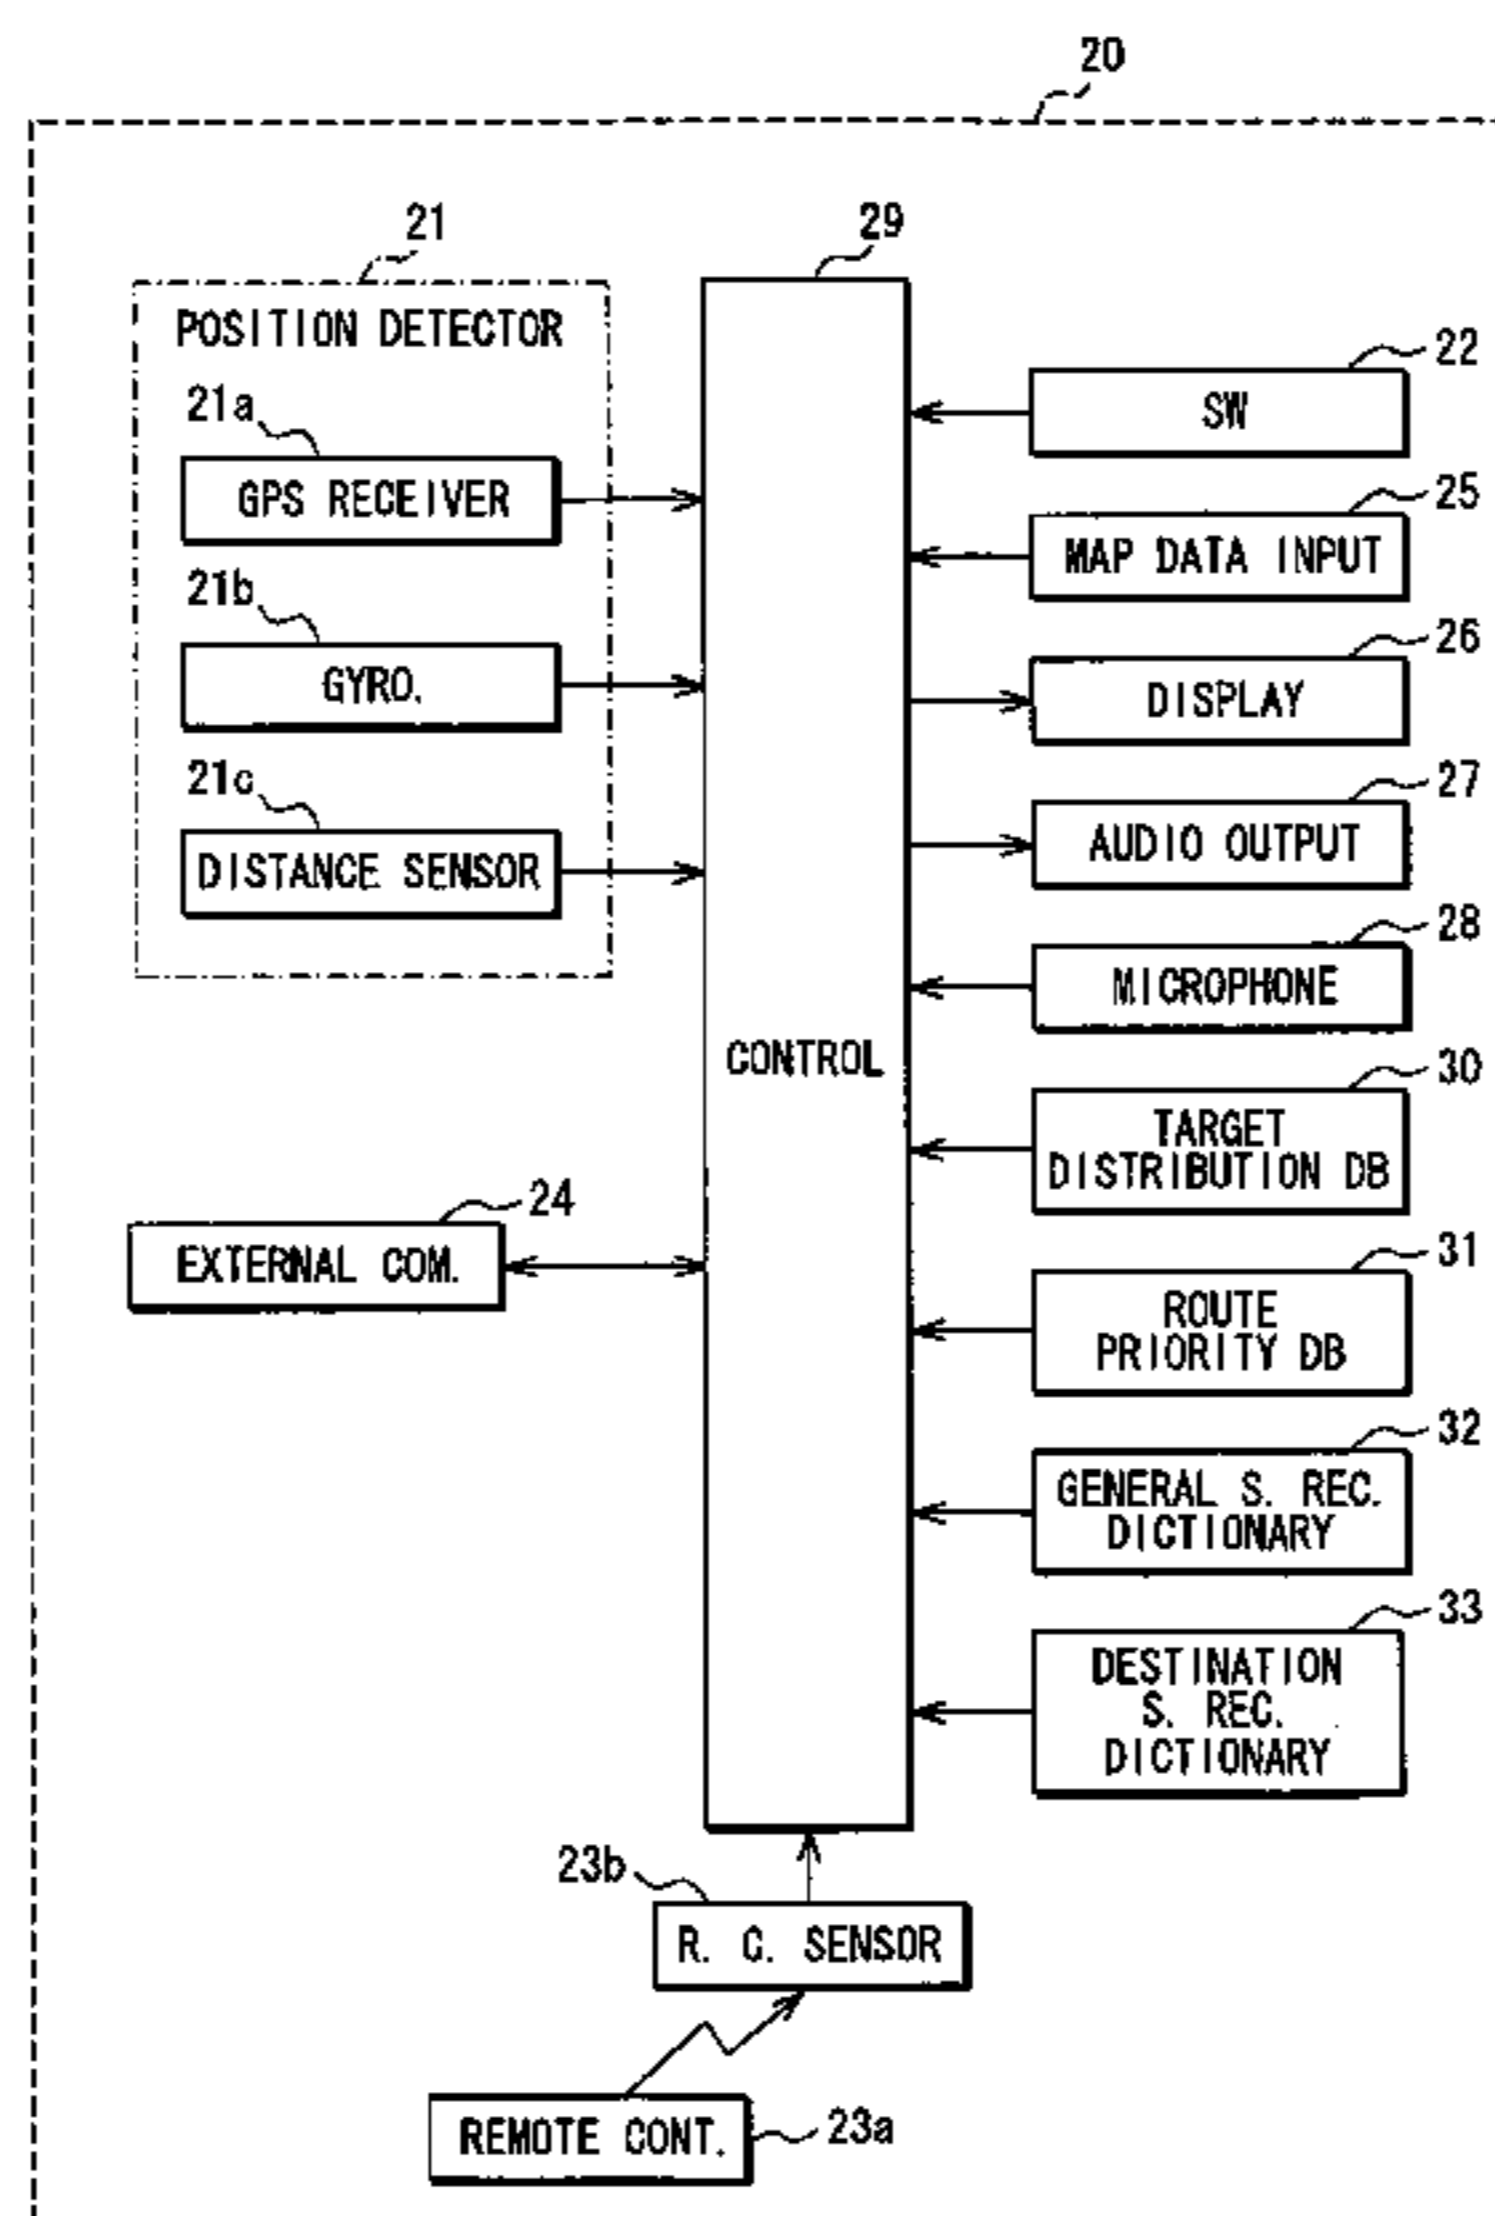 20
21
29
POSITION DETECTOR
22
SW
21a
GPS RECEIVER
25
MAP DATA INPUT
21b
GYRO.
26
DISPLAY
21c
DISTANCE SENSOR
27
AUDIO OUTPUT
28
MICROPHONE
CONTROL
30
TARGET
DISTRIBUTION DB
24
EXTERNAL COM.
31
ROUTE
PRIORITY DB
32
GENERAL S. REC.
DICTIONARY
33
DESTINATION
S. REC.
DICTIONARY
23b
R. C. SENSOR
REMOTE CONT.
23a